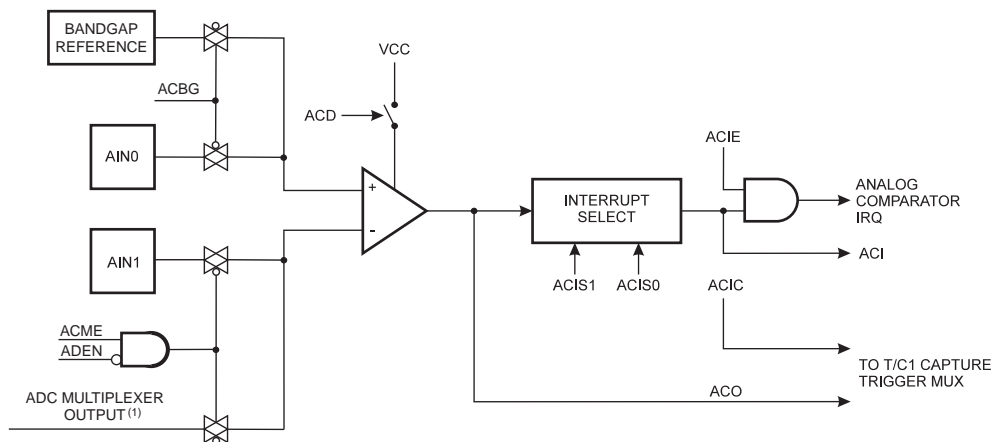 BANDGAP
REFERENCE
VCC
ACBG
ACD
AIN0
ACIE
+
INTERRUPT
SELECT
ANALOG
COMPARATOR
IRQ
-
AIN1
ACI
ACIS1
ACIS0
ACIC
ACME
ADEN
TO T/C1 CAPTURE
TRIGGER MUX
ADC MULTIPLEXER
OUTPUT (1)
ACO